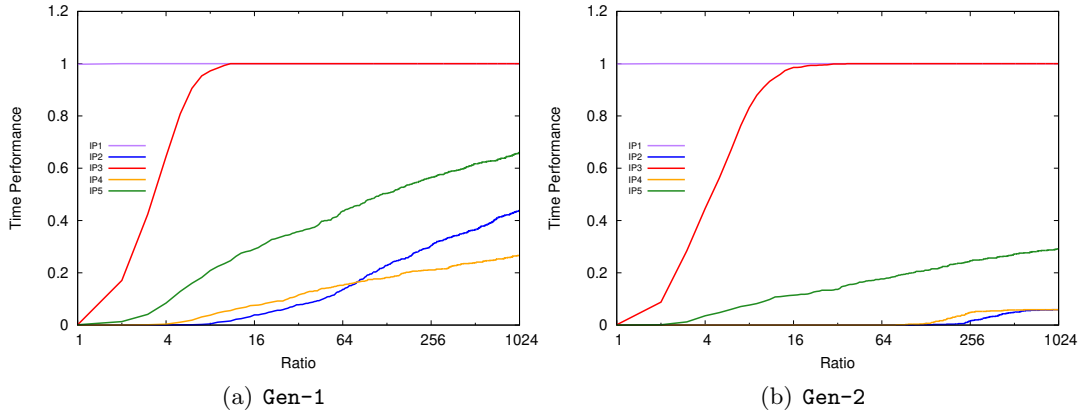 1.2
1
0.8
0.6
0.4
0.2
0
Time Performance
IP1
IP2
IP3
IP4
IP5
1 4 16 64 256 1024
Ratio
(a) Gen-1
1.2
1
0.8
0.6
0.4
0.2
0
Time Performance
IP1
IP2
IP3
IP4
IP5
1 4 16 64 256 1024
Ratio
(b) Gen-2